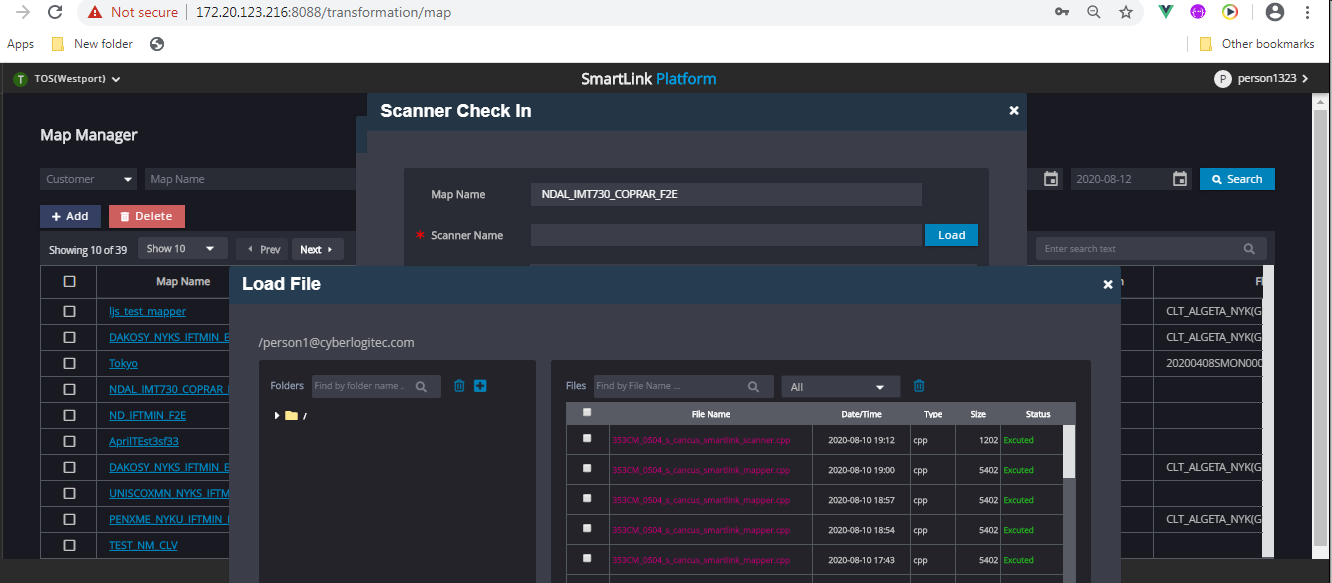 Not secure | 172.20.123.216:8088/transformation/map
Apps New folder Other bookmarks
T TOS(Westport) SmartLink Platform P person1323
Scanner Check In
Map Manager
Customer Map Name 2020-08-12 Search
Map Name NDAL_IMT730_COPRAR_F2E
Add Delete
Scanner Name Load
Showing 10 of 39 Show 10 Prev Next Enter search text
Map Name
Load File
ljs_test_mapper CLT_ALGETA_NYK(G
DAKOSY_NYKS_IFTMIN_E CLT_ALGETA_NYK(G
/person1@cyberlogitec.com
Tokyo 20200408SMON000
Folders Find by folder name . Files Find by File Name ... All
NDAL_IMT730_COPRAR_
File Name Date/Time Type Size Status
ND_IFTMIN_F2E /
353CM_0504_s_cancus_smartlink_scanner.cpp 2020-08-10 19:12 cpp 1202 Excuted
AprilTEst3sf33
DAKOSY_NYKS_IFTMIN_E CLT_ALGETA_NYK(G
353CM_0504_s_cancus_smartlink_mapper.cpp 2020-08-10 19:00 cpp 5402 Excuted
UNISCOXMN_NYKS_IFTM
353CM_0504_s_cancus_smartlink_mapper.cpp 2020-08-10 18:57 cpp 5402 Excuted
PENXME_NYKU_IFTMIN_ CLT_ALGETA_NYK(G
353CM_0504_s_cancus_smartlink_mapper.cpp 2020-08-10 18:54 cpp 5402 Excuted
TEST_NM_CLV
353CM_0504_s_cancus_smartlink_mapper.cpp 2020-08-10 17:43 cpp 5402 Excuted